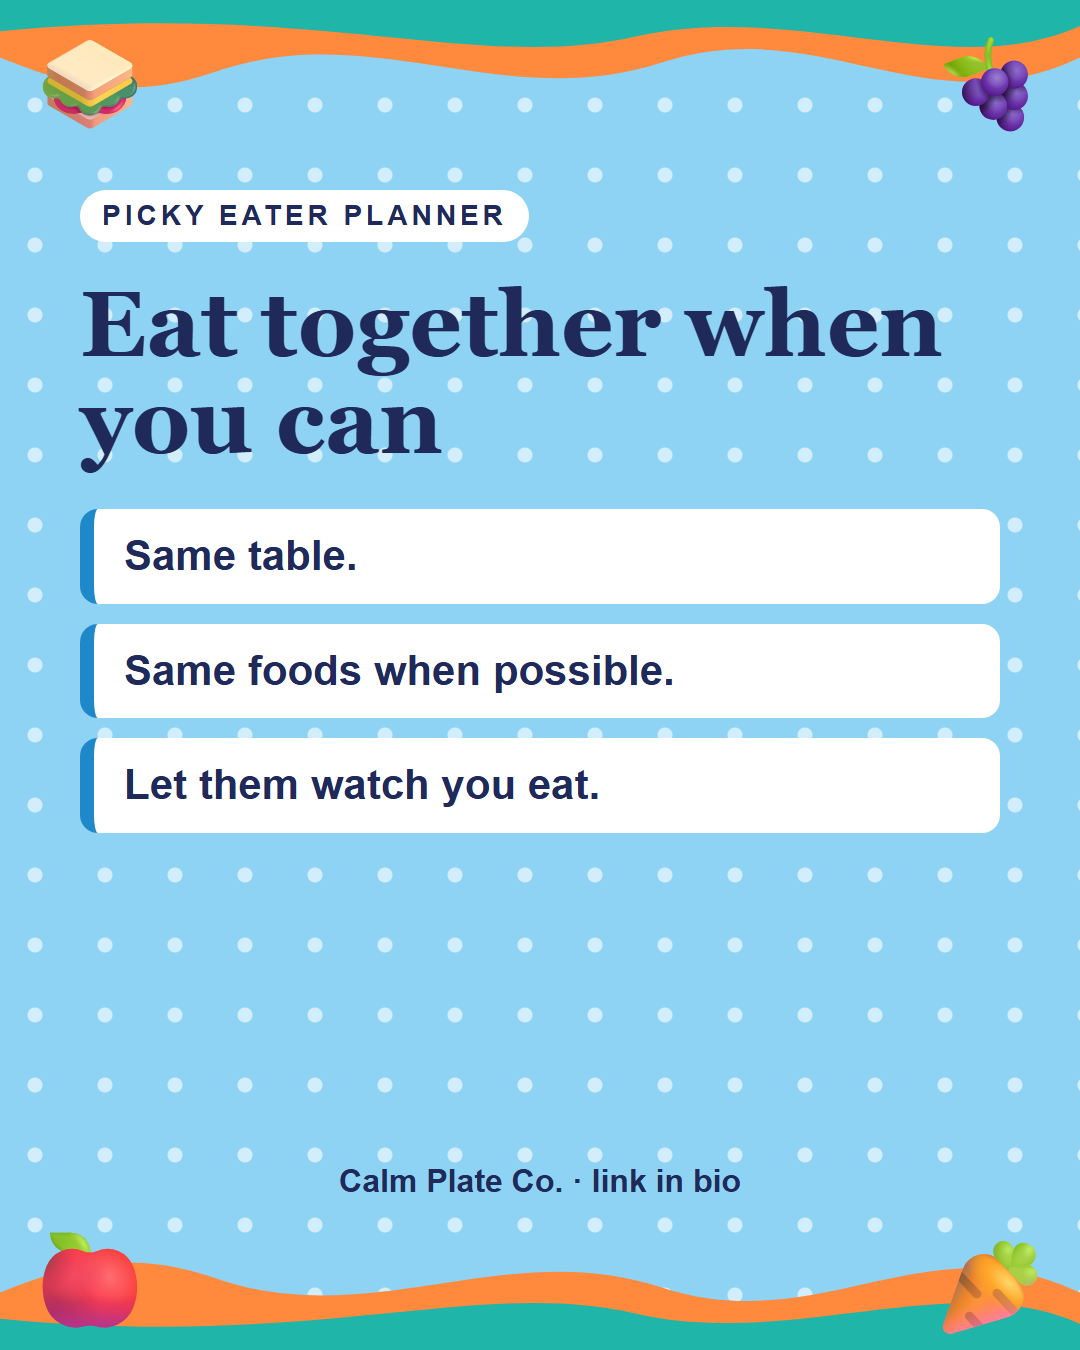 PICKY EATER PLANNER
Eat together when
you can
Same table.
Same foods when possible.
Let them watch you eat.
Calm Plate Co. · link in bio